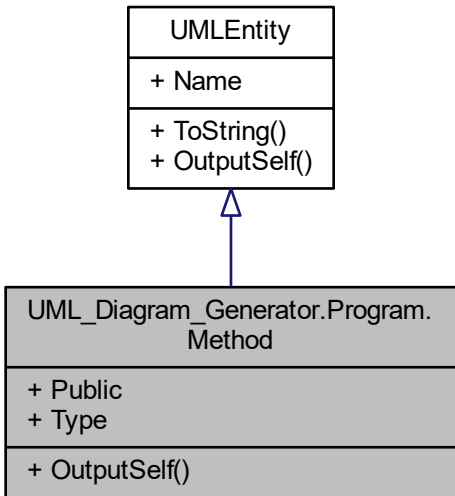 UMLEntity
+ Name
+ ToString()
+ OutputSelf()
UML_Diagram_Generator.Program.
Method
+ Public
+ Type
+ OutputSelf()